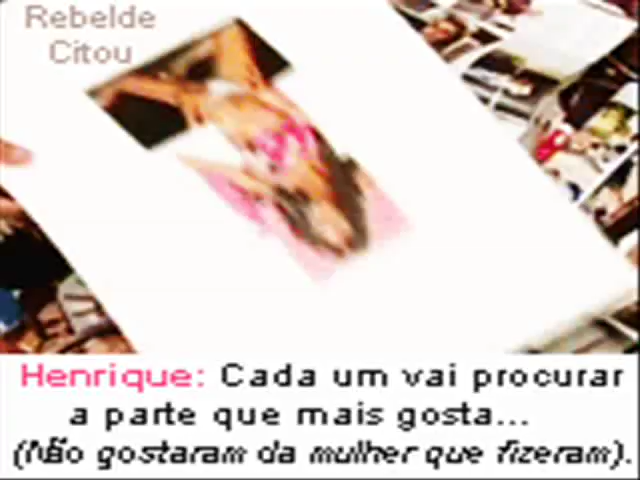 Rebelde
Citou
Henrique: Cada um vai procurar
a parte que mais gosta...
(Não gostaram da mulher que fizeram).